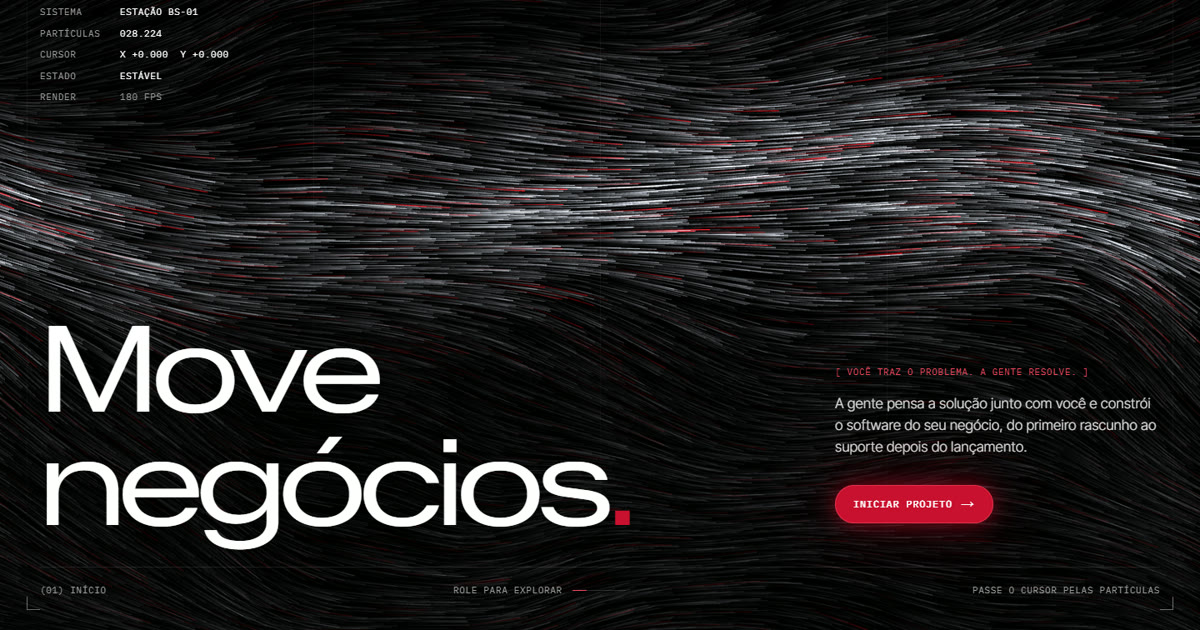 SISTEMA ESTAÇÃO BS-01
PARTÍCULAS 028.224
CURSOR X +0.000 Y +0.000
ESTADO ESTÁVEL
RENDER 180 FPS
Move
negócios.
[ VOCÊ TRAZ O PROBLEMA. A GENTE RESOLVE. ]
A gente pensa a solução junto com você e constrói
o software do seu negócio, do primeiro rascunho ao
suporte depois do lançamento.
INICIAR PROJETO →
(01) INÍCIO
ROLE PARA EXPLORAR
PASSE O CURSOR PELAS PARTÍCULAS